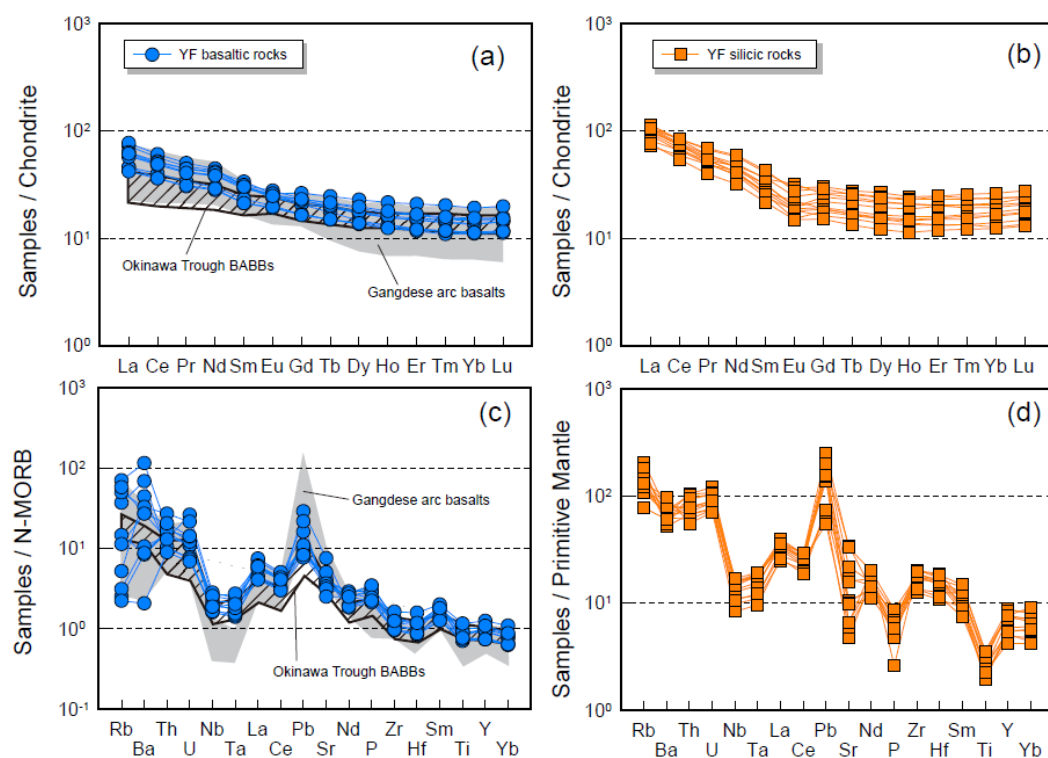 10³
10²
10¹
10⁰
Samples / Chondrite
YF basaltic rocks
(a)
Okinawa Trough BABBs
Gangdese arc basalts
La Ce Pr Nd Sm Eu Gd Tb Dy Ho Er Tm Yb Lu
10³
10²
10¹
10⁰
Samples / Chondrite
YF silicic rocks
(b)
La Ce Pr Nd Sm Eu Gd Tb Dy Ho Er Tm Yb Lu
10³
10²
10¹
10⁰
10⁻¹
Samples / N-MORB
(c)
Gangdese arc basalts
Okinawa Trough BABBs
Rb Th Nb La Pb Nd Zr Sm Y
Ba U Ta Ce Sr P Hf Ti Yb
10³
10²
10¹
10⁰
Samples / Primitive Mantle
(d)
Rb Th Nb La Pb Nd Zr Sm Y
Ba U Ta Ce Sr P Hf Ti Yb